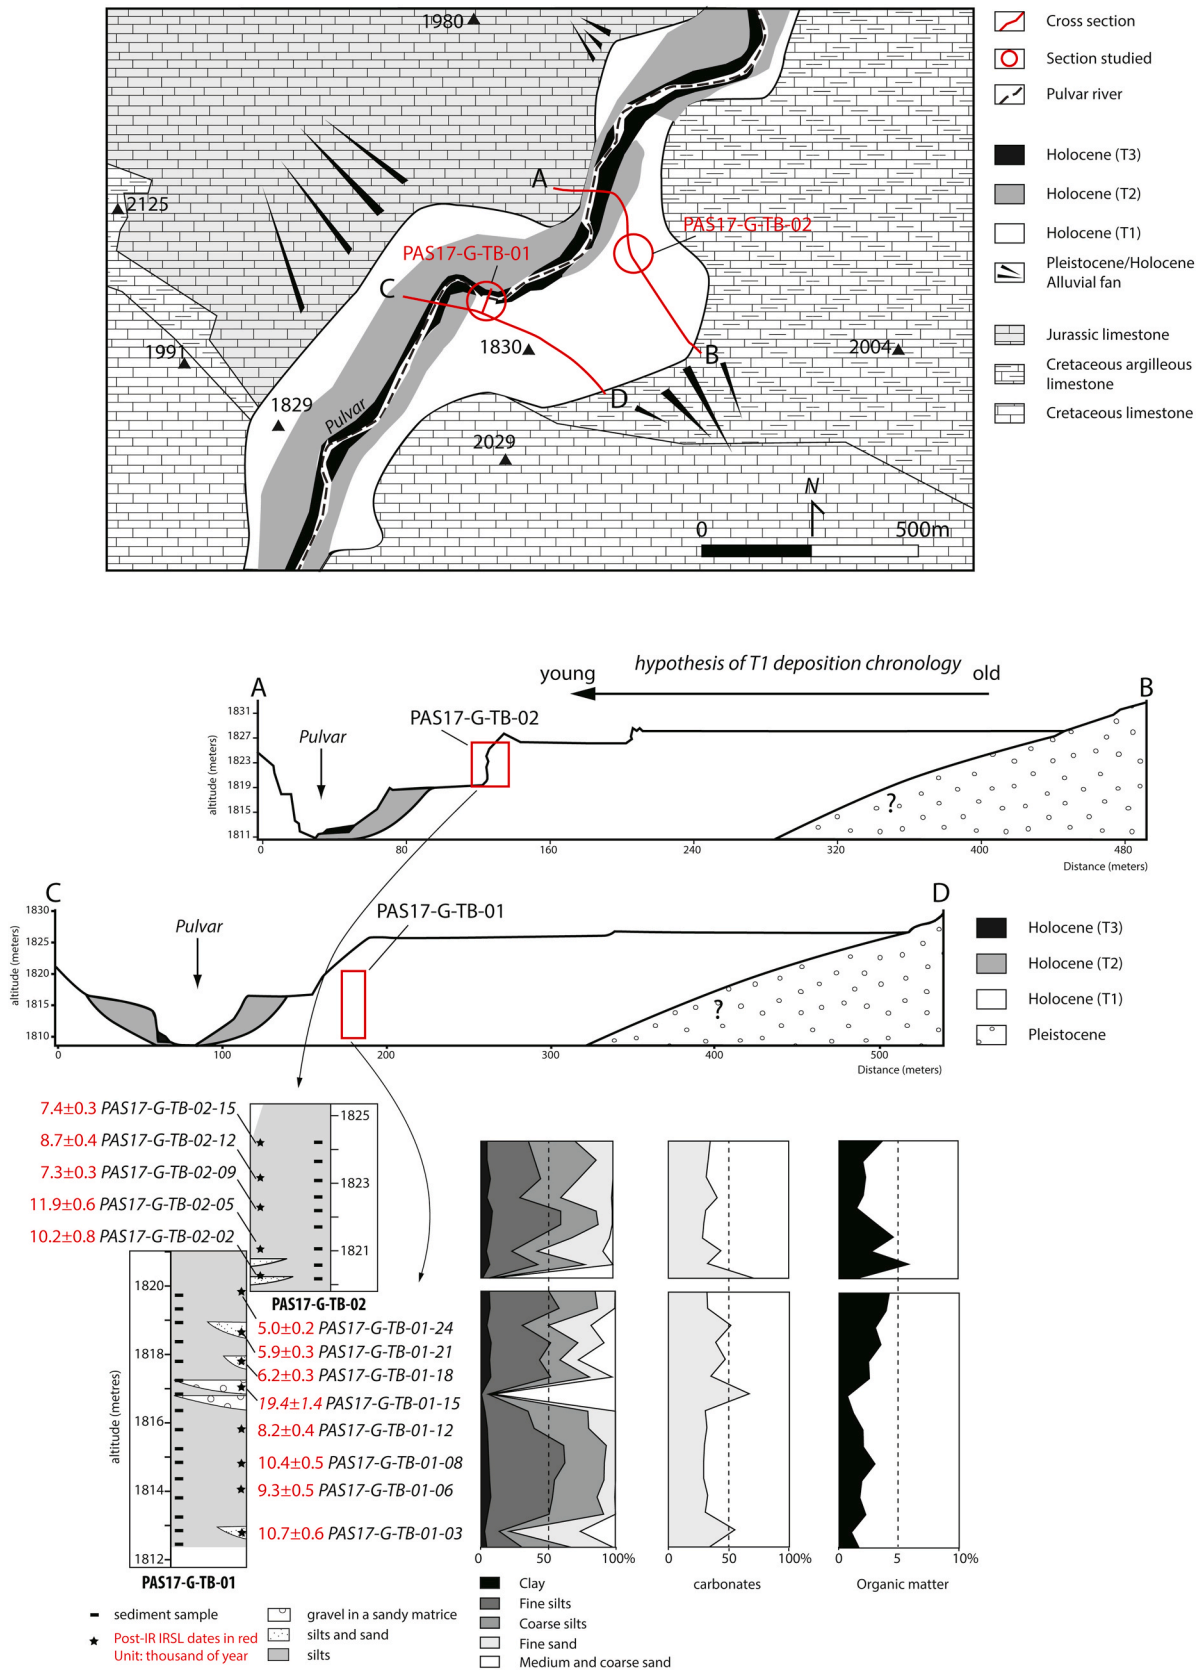 1980
2125
1991
1829
1830
2004
2029
A
B
C
D
PAS17-G-TB-01
PAS17-G-TB-02
Pulvar
N
0 500m
Cross section
Section studied
Pulvar river
Holocene (T3)
Holocene (T2)
Holocene (T1)
Pleistocene/Holocene
Alluvial fan
Jurassic limestone
Cretaceous argilleous
limestone
Cretaceous limestone
hypothesis of T1 deposition chronology
young old
A B
PAS17-G-TB-02
Pulvar
altitude (meters)
1831
1827
1823
1819
1815
1811
?
0 80 160 240 320 400 480
Distance (meters)
C D
PAS17-G-TB-01
Pulvar
altitude (meters)
1830
1825
1820
1815
1810
?
0 100 200 300 400 500
Distance (meters)
Holocene (T3)
Holocene (T2)
Holocene (T1)
Pleistocene
7.4±0.3 PAS17-G-TB-02-15
8.7±0.4 PAS17-G-TB-02-12
7.3±0.3 PAS17-G-TB-02-09
11.9±0.6 PAS17-G-TB-02-05
10.2±0.8 PAS17-G-TB-02-02
1825
1823
1821
PAS17-G-TB-02
altitude (metres)
1820
1818
1816
1814
1812
5.0±0.2 PAS17-G-TB-01-24
5.9±0.3 PAS17-G-TB-01-21
6.2±0.3 PAS17-G-TB-01-18
19.4±1.4 PAS17-G-TB-01-15
8.2±0.4 PAS17-G-TB-01-12
10.4±0.5 PAS17-G-TB-01-08
9.3±0.5 PAS17-G-TB-01-06
10.7±0.6 PAS17-G-TB-01-03
PAS17-G-TB-01
0 50 100%
0 50 100%
carbonates
0 5 10%
Organic matter
sediment sample
Post-IR IRSL dates in red
Unit: thousand of year
gravel in a sandy matrice
silts and sand
silts
Clay
Fine silts
Coarse silts
Fine sand
Medium and coarse sand